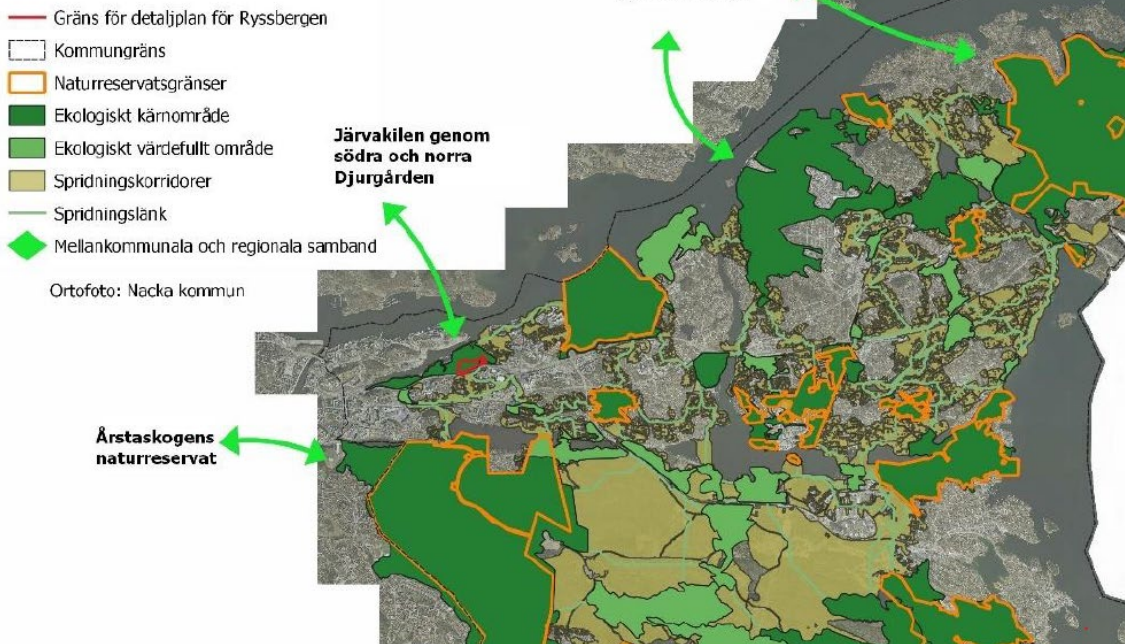 Gräns för detaljplan för Ryssbergen
Kommungräns
Naturreservatsgränser
Ekologiskt kärnområde
Ekologiskt värdefullt område
Spridningskorridorer
Spridningslänk
Mellankommunala och regionala samband
Ortofoto: Nacka kommun
Järvakilen genom
södra och norra
Djurgården
Årstaskogens
naturreservat